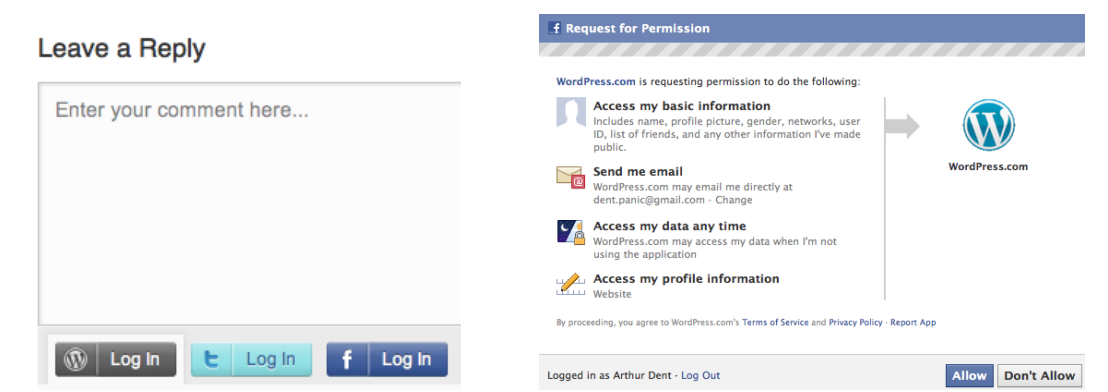 Leave a Reply
Enter your comment here...
Log In
Log In
Log In
Request for Permission
WordPress.com is requesting permission to do the following:
Access my basic information
Includes name, profile picture, gender, networks, user
ID, list of friends, and any other information I've made
public.
Send me email
WordPress.com may email me directly at
dent.panic@gmail.com · Change
Access my data any time
WordPress.com may access my data when I'm not
using the application
Access my profile information
Website
WordPress.com
By proceeding, you agree to WordPress.com's Terms of Service and Privacy Policy · Report App
Logged in as Arthur Dent · Log Out
Allow
Don't Allow